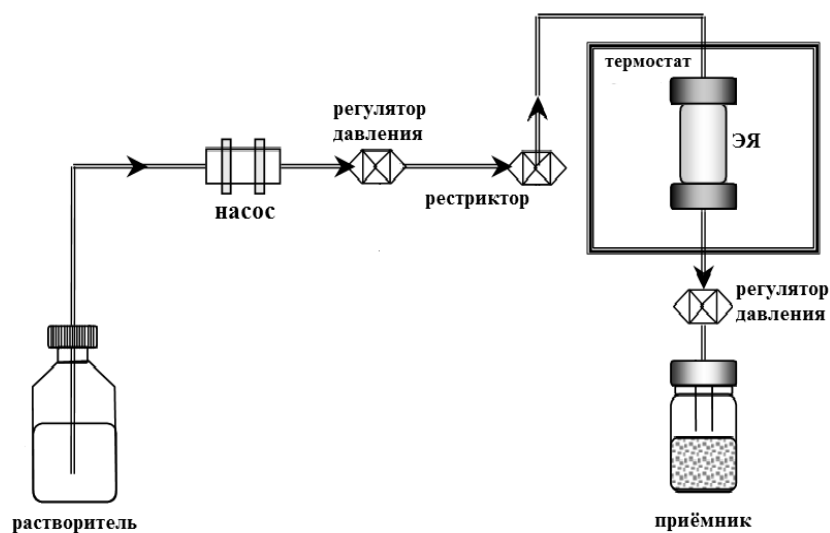 термостат
регулятор
давления
ЭЯ
насос
рестриктор
регулятор
давления
растворитель
приёмник